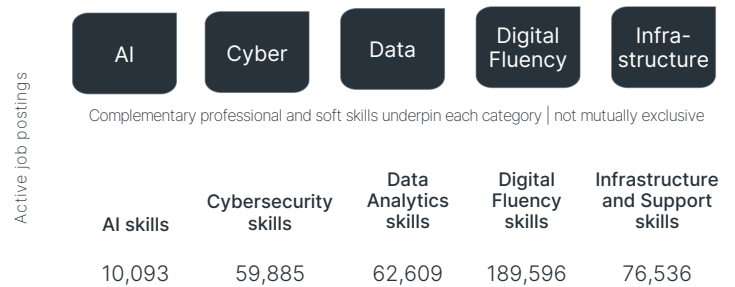 AI
Cyber
Data
Digital
Fluency
Infra-
structure
Complementary professional and soft skills underpin each category | not mutually exclusive
Active job postings
AI skills
Cybersecurity
skills
Data
Analytics
skills
Digital
Fluency
skills
Infrastructure
and Support
skills
10,093
59,885
62,609
189,596
76,536